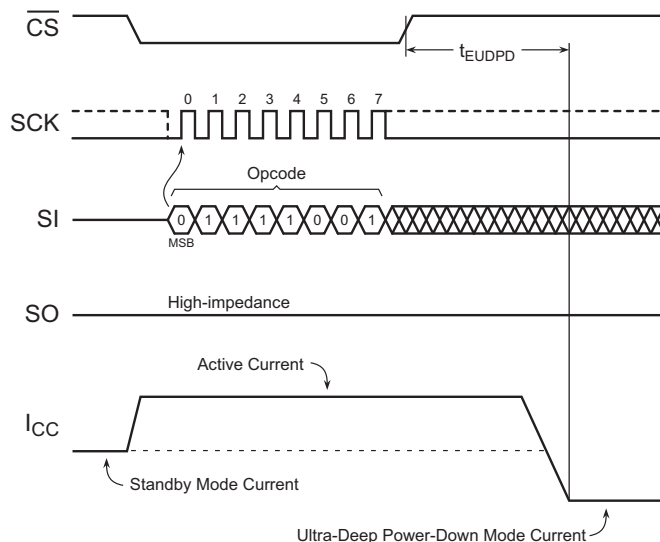 CS
tEUDPD
0 1 2 3 4 5 6 7
SCK
Opcode
SI
0 1 1 1 1 0 0 1
MSB
High-impedance
SO
Active Current
ICC
Standby Mode Current
Ultra-Deep Power-Down Mode Current